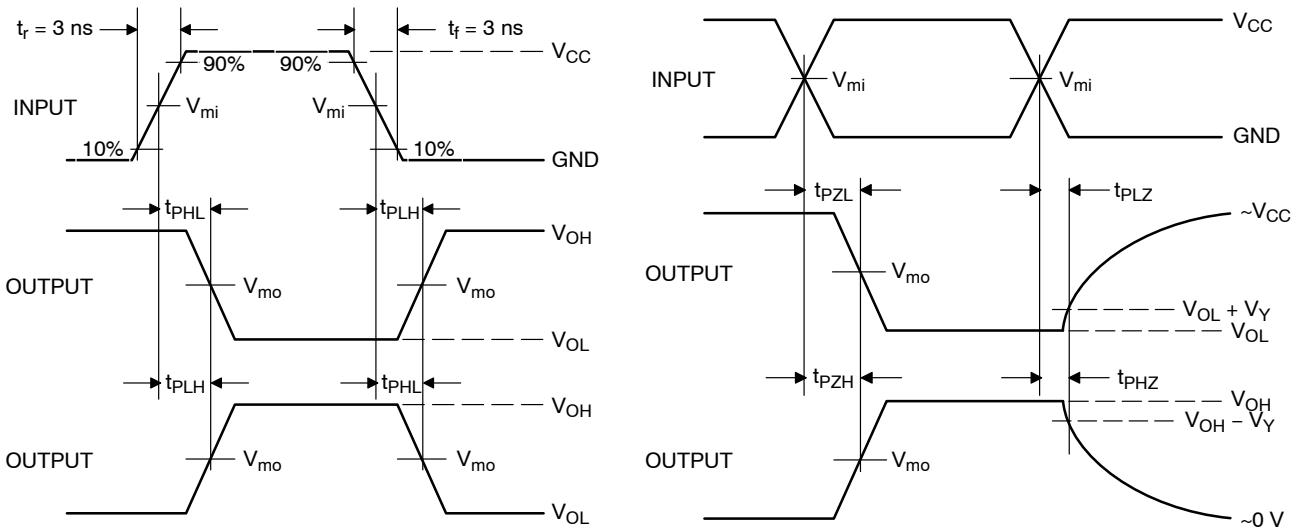 t_r = 3 ns
t_f = 3 ns
V_CC
90%
90%
INPUT
V_mi
V_mi
10%
10%
GND
t_PHL
t_PLH
V_OH
OUTPUT
V_mo
V_mo
V_OL
t_PLH
t_PHL
V_OH
OUTPUT
V_mo
V_mo
V_OL
V_CC
INPUT
V_mi
V_mi
GND
t_PZL
t_PLZ
~V_CC
OUTPUT
V_mo
V_OL + V_Y
V_OL
t_PZH
t_PHZ
V_OH
V_OH − V_Y
OUTPUT
V_mo
~0 V